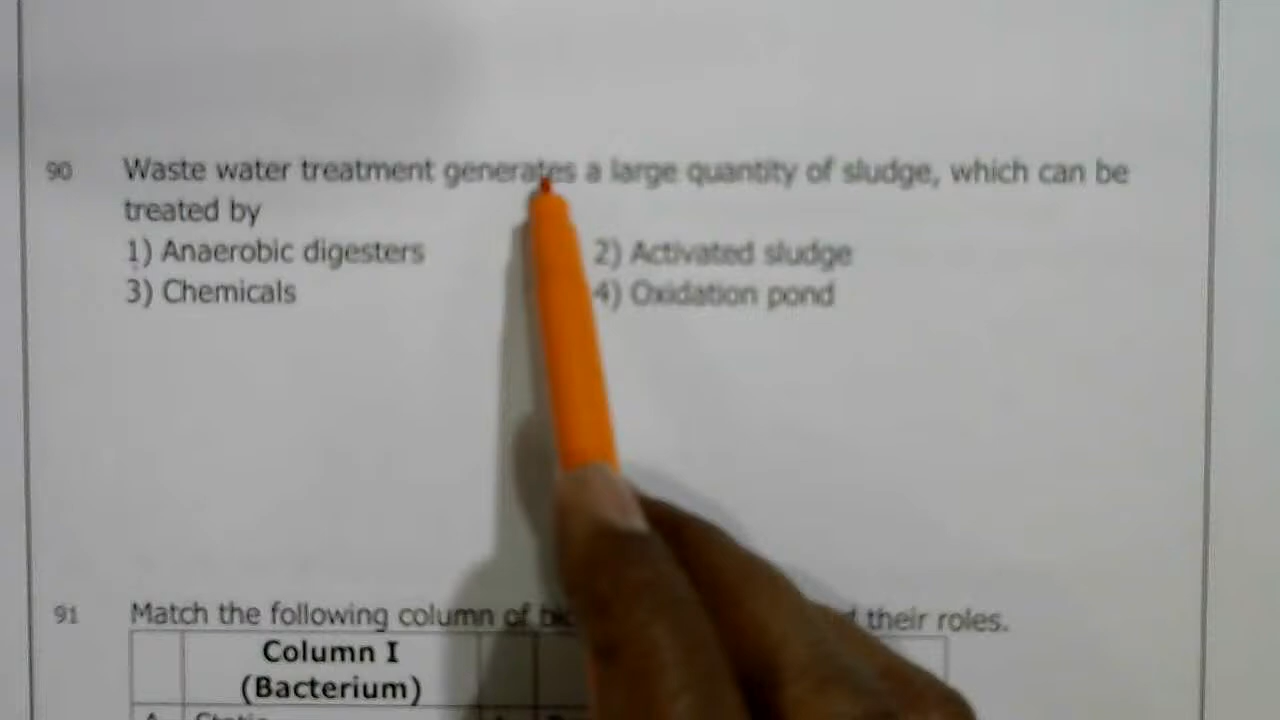 90 Waste water treatment generates a large quantity of sludge, which can be
treated by
1) Anaerobic digesters 2) Activated sludge
3) Chemicals 4) Oxidation pond
91 Match the following column of their roles.
Column I
(Bacterium)